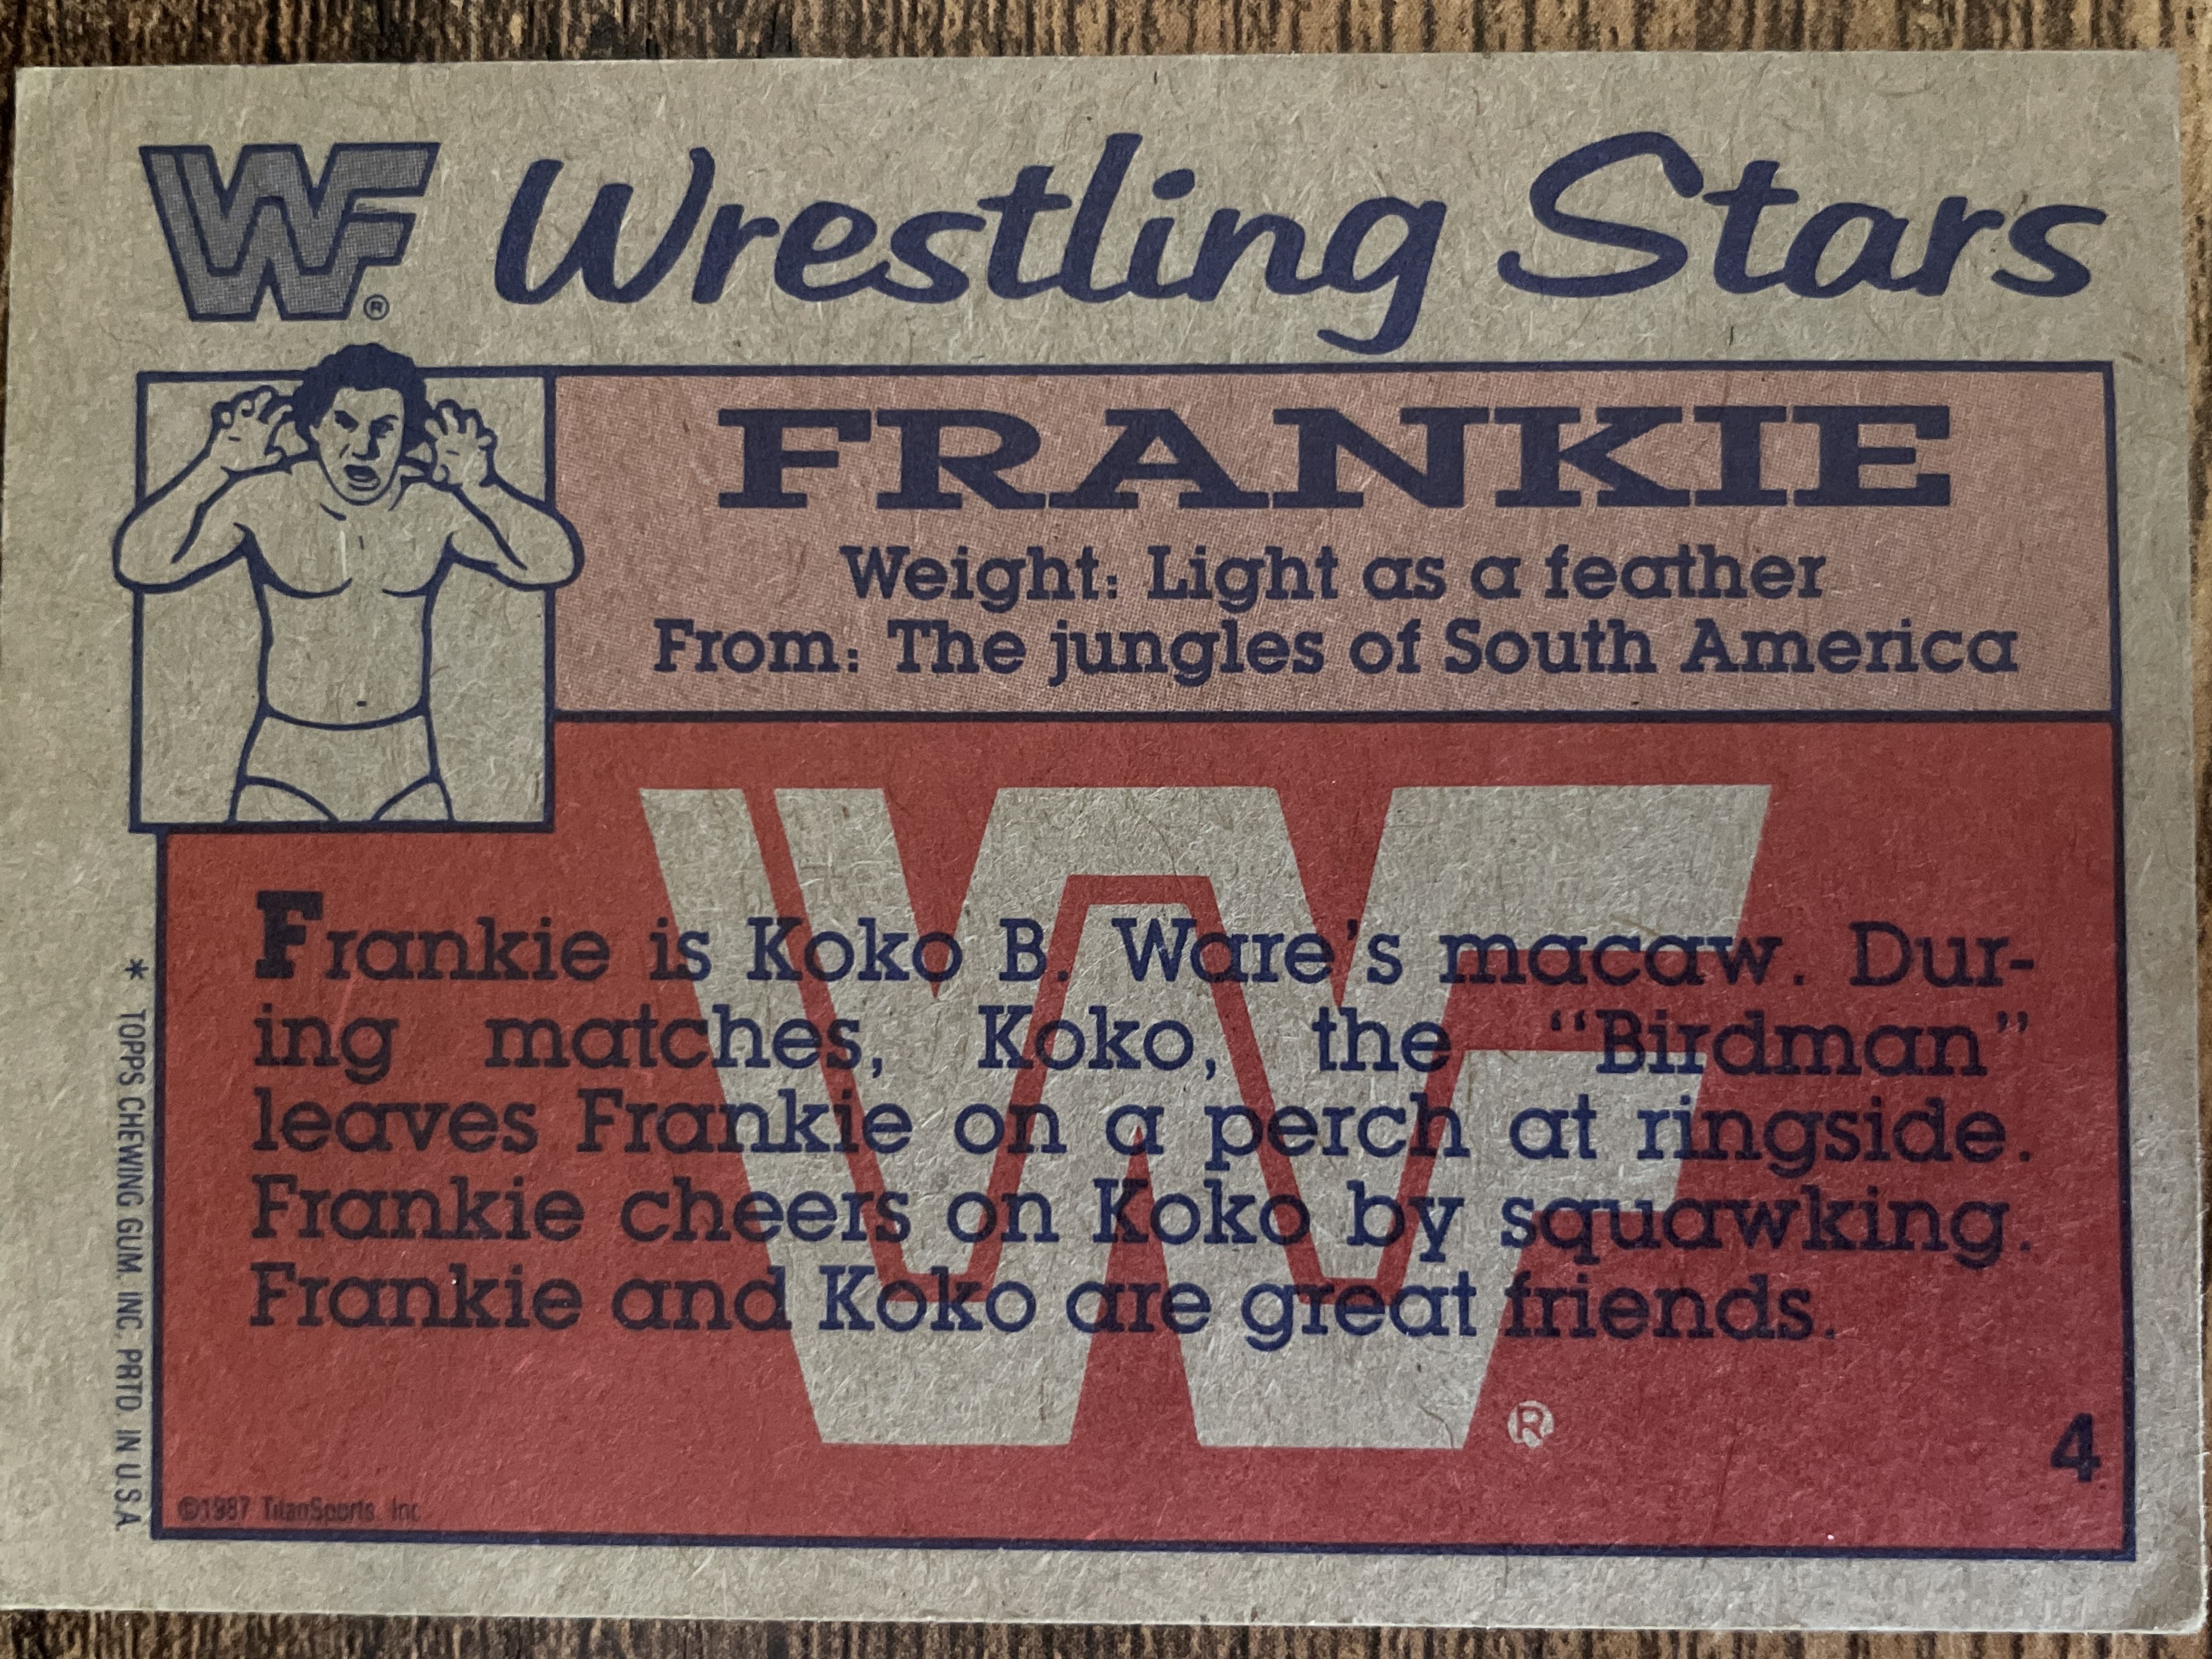 WF® Wrestling Stars
FRANKIE
Weight: Light as a feather
From: The jungles of South America
WF
Frankie is Koko B. Ware's macaw. Dur-
ing matches, Koko, the “Birdman”
leaves Frankie on a perch at ringside.
Frankie cheers on Koko by squawking.
Frankie and Koko are great friends.
®
4
©1987 TitanSports, Inc.
* TOPPS CHEWING GUM, INC. PRTD. IN U.S.A.